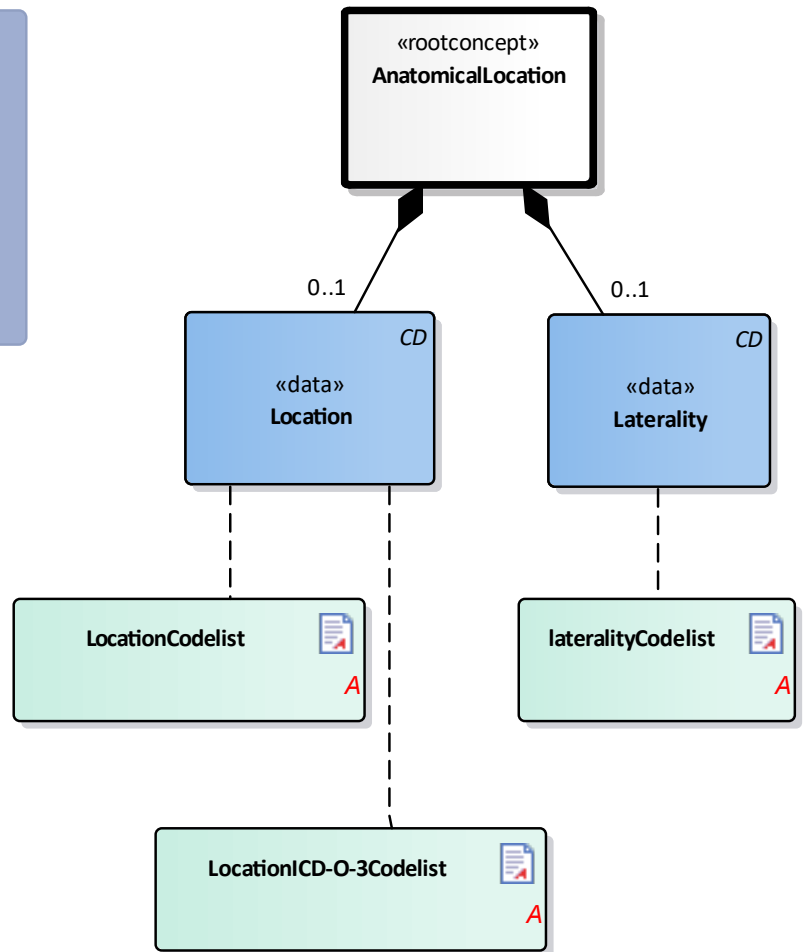 «rootconcept»
AnatomicalLocation
0..1
0..1
CD
«data»
Location
CD
«data»
Laterality
LocationCodelist
A
lateralityCodelist
A
LocationICD-O-3Codelist
A